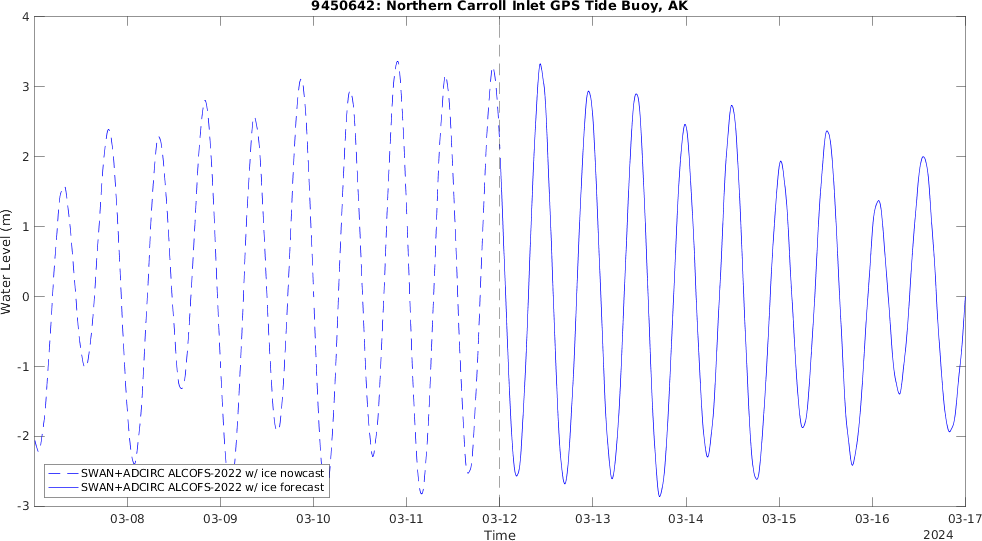 9450642: Northern Carroll Inlet GPS Tide Buoy, AK
4
3
2
1
0
-1
-2
-3
Water Level (m)
SWAN+ADCIRC ALCOFS-2022 w/ ice nowcast
SWAN+ADCIRC ALCOFS-2022 w/ ice forecast
03-08 03-09 03-10 03-11 03-12 03-13 03-14 03-15 03-16 03-17
Time
2024